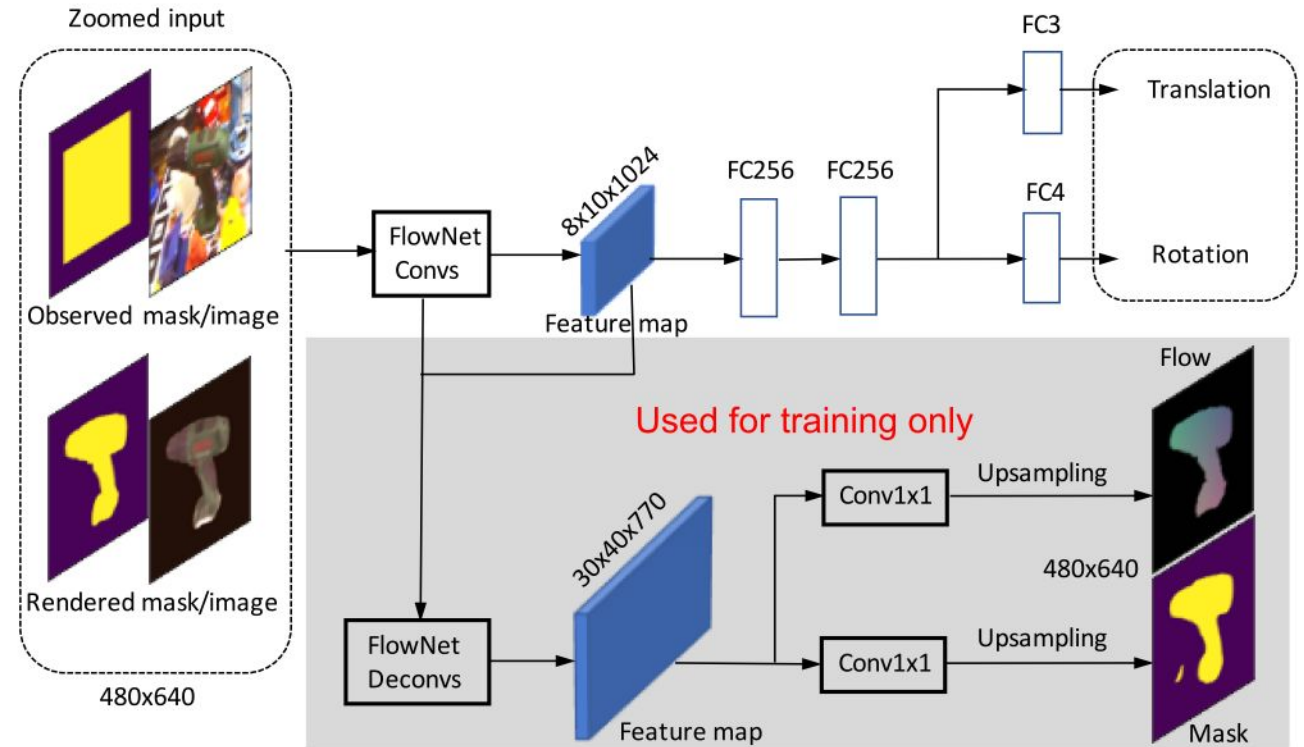 Zoomed input
Observed mask/image
Rendered mask/image
480x640
FlowNet
Convs
8x10x1024
Feature map
FC256
FC256
FC3
FC4
Translation
Rotation
Used for training only
FlowNet
Deconvs
30x40x770
Feature map
Conv1x1
Upsampling
Conv1x1
Upsampling
Flow
480x640
Mask